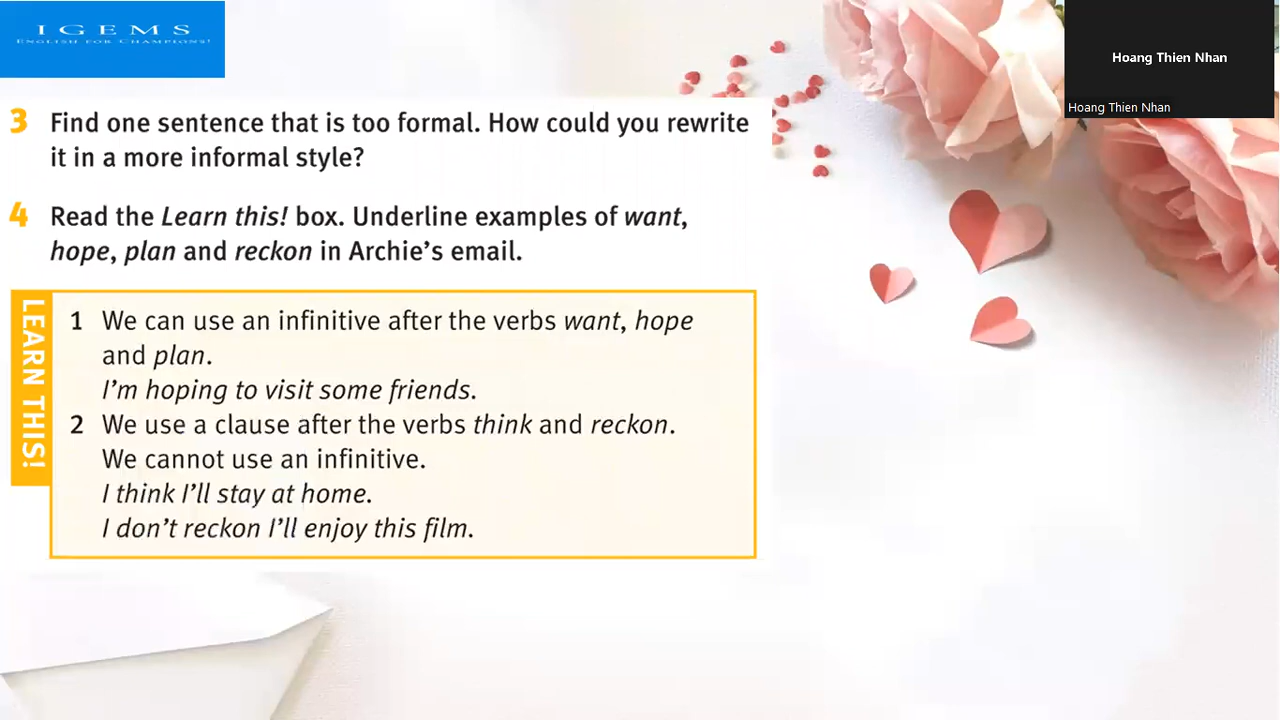 I G E M S
ENGLISH FOR CHAMPIONS!
Hoang Thien Nhan
Hoang Thien Nhan
3 Find one sentence that is too formal. How could you rewrite
it in a more informal style?
4 Read the Learn this! box. Underline examples of want,
hope, plan and reckon in Archie's email.
LEARN THIS!
1 We can use an infinitive after the verbs want, hope
and plan.
I'm hoping to visit some friends.
2 We use a clause after the verbs think and reckon.
We cannot use an infinitive.
I think I'll stay at home.
I don't reckon I'll enjoy this film.